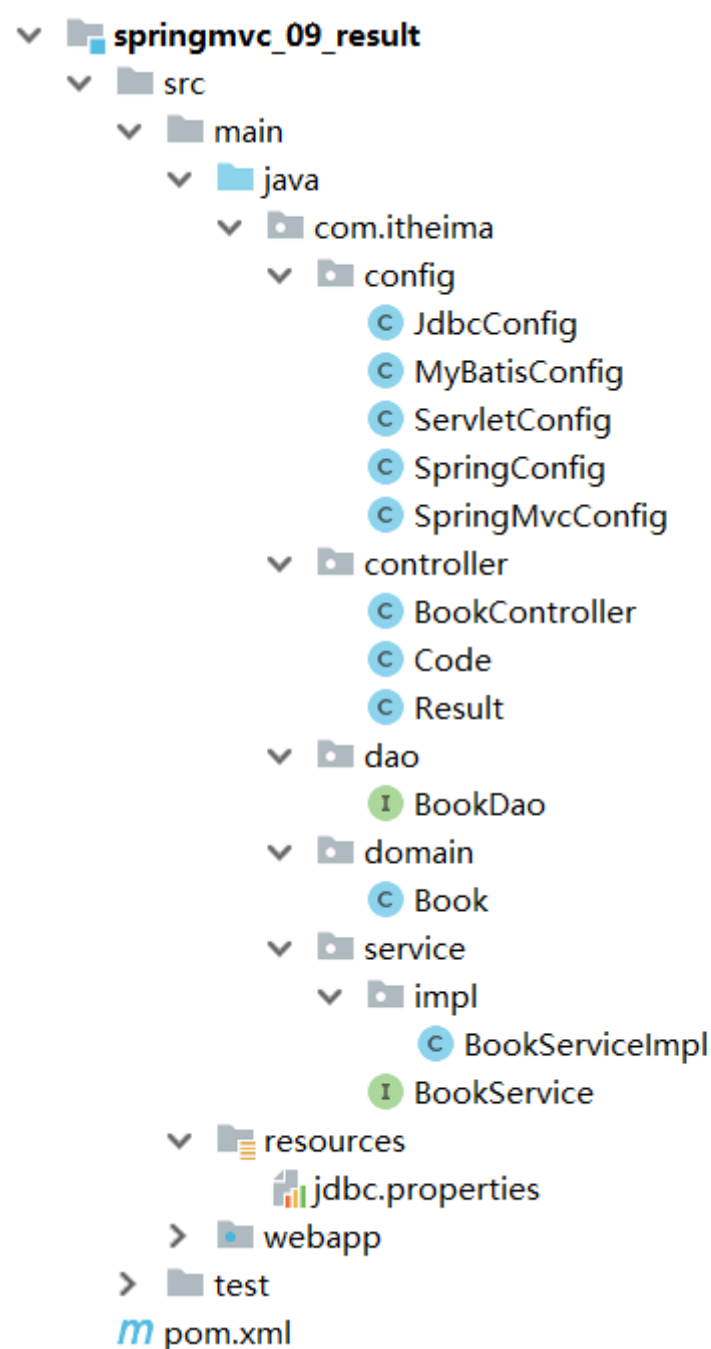 springmvc_09_result
src
main
java
com.itheima
config
C JdbcConfig
C MyBatisConfig
C ServletConfig
C SpringConfig
C SpringMvcConfig
controller
C BookController
C Code
C Result
dao
I BookDao
domain
C Book
service
impl
C BookServiceImpl
I BookService
resources
jdbc.properties
webapp
test
m pom.xml